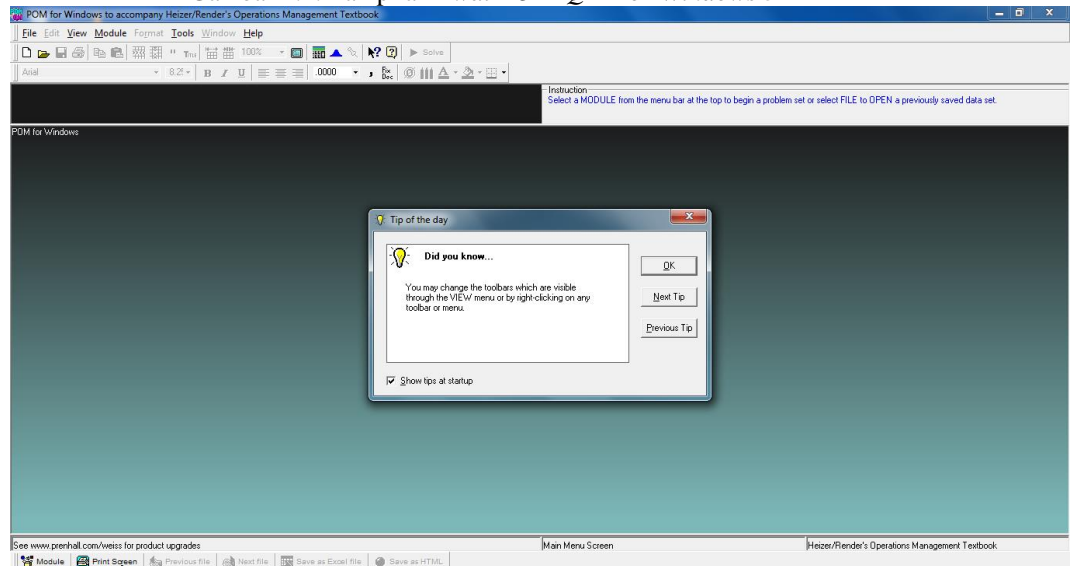 POM for Windows to accompany Heizer/Render's Operations Management Textbook
File Edit View Module Format Tools Window Help
100% Solve
Arial 8.25 B I U .0000 , Fix Dec A
Instruction
Select a MODULE from the menu bar at the top to begin a problem set or select FILE to OPEN a previously saved data set.
POM for Windows
Tip of the day
Did you know...
You may change the toolbars which are visible
through the VIEW menu or by right-clicking on any
toolbar or menu.
OK
Next Tip
Previous Tip
Show tips at startup
See www.prenhall.com/weiss for product upgrades Main Menu Screen Heizer/Render's Operations Management Textbook
Module Print Screen Previous file Next file Save as Excel file Save as HTML